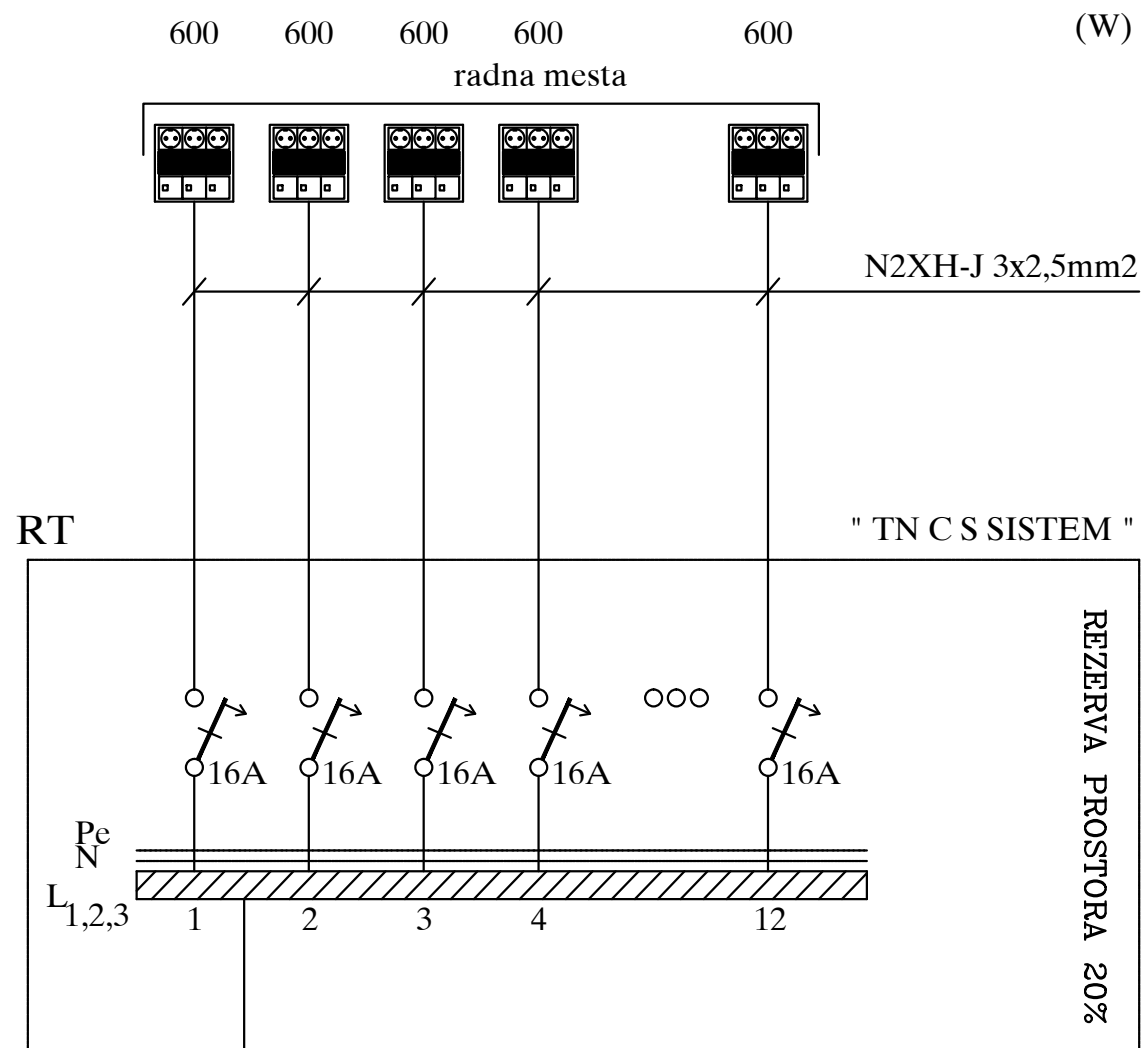 600 600 600 600 600 (W)
radna mesta
N2XH-J 3x2,5mm2
RT
" TN C S SISTEM "
REZERVA PROSTORA 20%
16A 16A 16A 16A 16A
Pe
N
L1,2,3
1 2 3 4 12